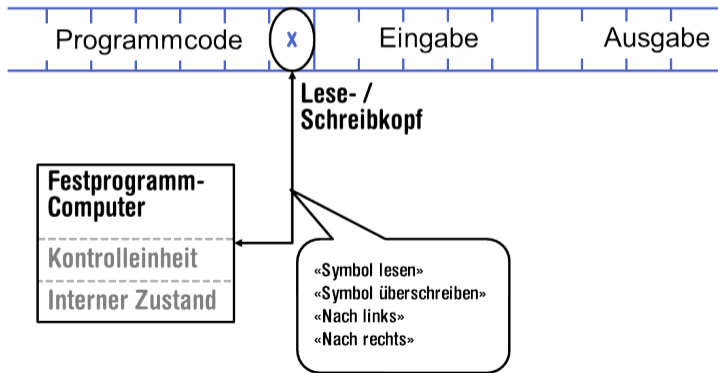 Programmcode x Eingabe Ausgabe
Lese- /
Schreibkopf
Festprogramm-
Computer
Kontrolleinheit
Interner Zustand
«Symbol lesen»
«Symbol überschreiben»
«Nach links»
«Nach rechts»